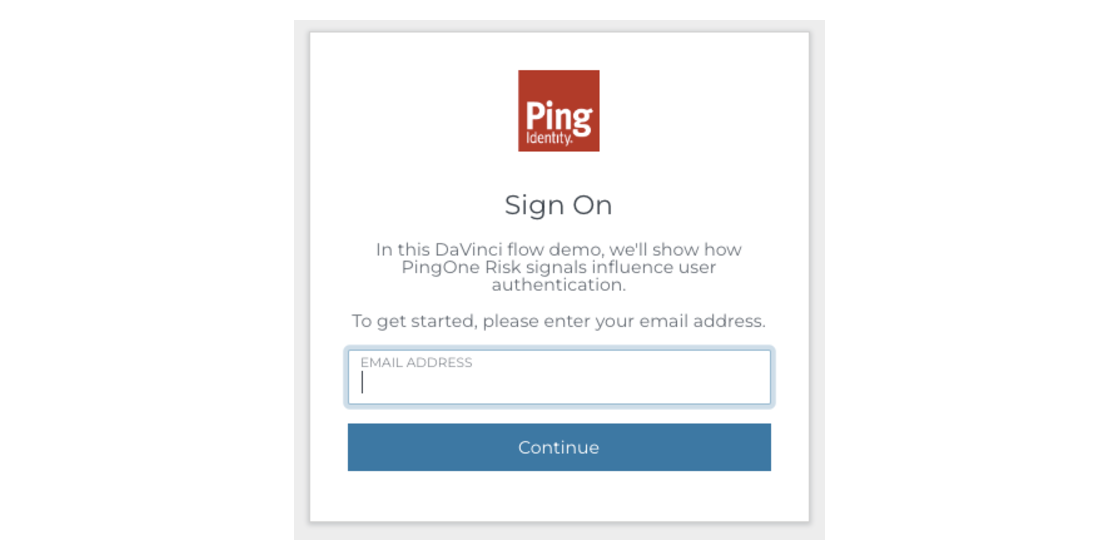 Ping
Identity.
Sign On
In this DaVinci flow demo, we'll show how
PingOne Risk signals influence user
authentication.
To get started, please enter your email address.
EMAIL ADDRESS
Continue